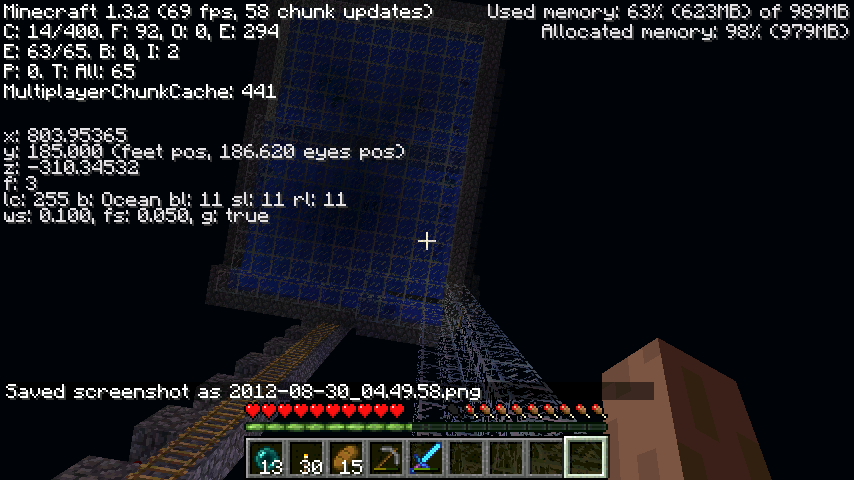 Minecraft 1.3.2 (69 fps, 58 chunk updates)
Used memory: 63% (623MB) of 989MB
C: 14/400. F: 92, O: 0, E: 294
Allocated memory: 98% (979MB)
E: 63/65. B: 0, I: 2
P: 0. T: All: 65
MultiplayerChunkCache: 441
x: 803.95365
y: 185.000 (feet pos, 186.620 eyes pos)
z: -310.34532
f: 3
lc: 255 b: Ocean bl: 11 sl: 11 rl: 11
ws: 0.100, fs: 0.050, g: true
Saved screenshot as 2012-08-30_04.49.58.png
13 30 15